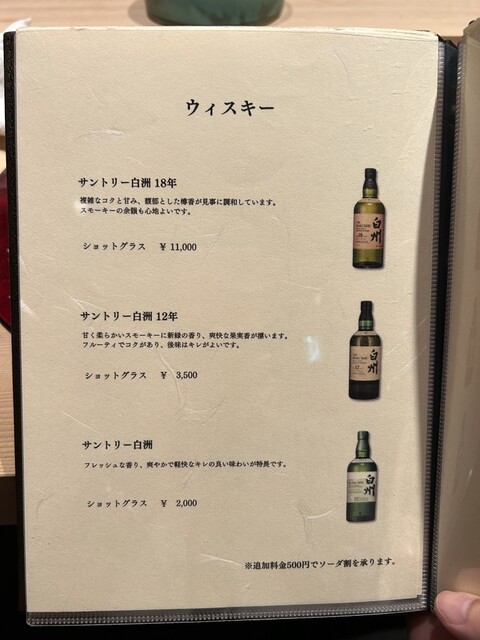 ウィスキー
サントリー白洲 18年
複雑なコクと甘み、馥郁とした樽香が見事に調和しています。
スモーキーの余韻も心地よいです。
ショットグラス ￥ 11,000
サントリー白洲 12年
甘く柔らかいスモーキーに新緑の香り、爽快な果実香が漂います。
フルーティでコクがあり、後味はキレがよいです。
ショットグラス ￥ 3,500
サントリー白洲
フレッシュな香り、爽やかで軽快なキレの良い味わいが特長です。
ショットグラス ￥ 2,000
※追加料金500円でソーダ割を承ります。
白州
白州
白州